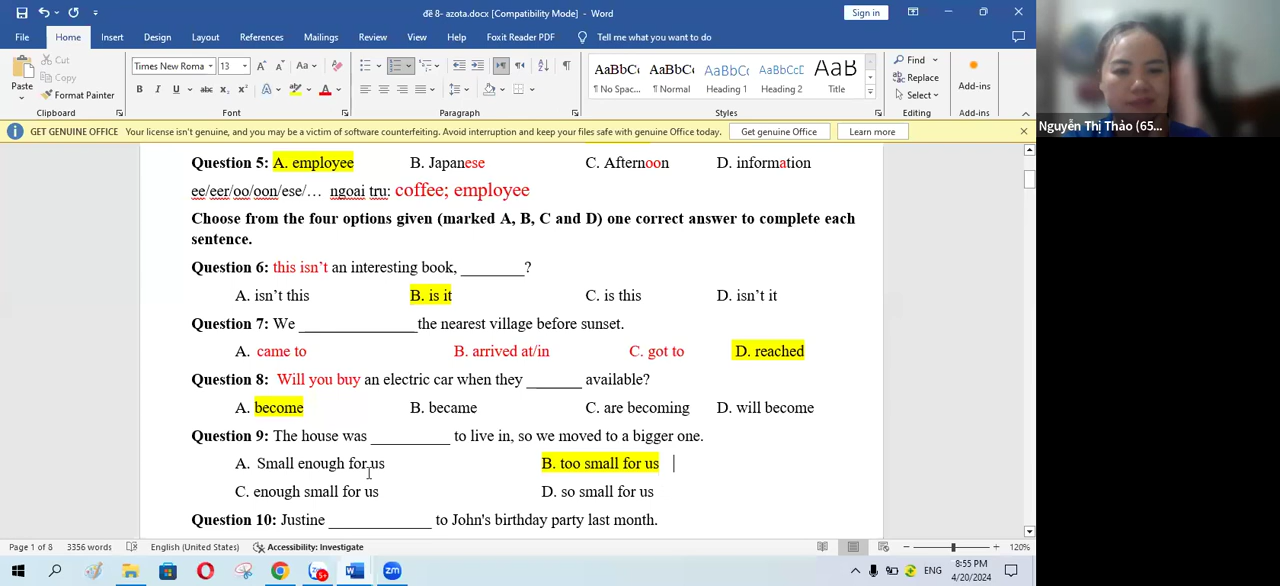 đề 8- azota.docx [Compatibility Mode] - Word
Sign in
File Home Insert Design Layout References Mailings Review View Help Foxit Reader PDF Tell me what you want to do
Paste
Cut
Copy
Format Painter
Clipboard
Times New Roma 13
Font
Paragraph
AaBbCc AaBbCc AaBbCc AaBbCcD AaB
¶ No Spac... ¶ Normal Heading 1 Heading 2 Title
Styles
Find
Replace
Select
Editing
Add-ins
Add-ins
GET GENUINE OFFICE Your license isn't genuine, and you may be a victim of software counterfeiting. Avoid interruption and keep your files safe with genuine Office today. Get genuine Office Learn more
Nguyễn Thị Thảo (65...
Question 5: A. employee B. Japanese C. Afternoon D. information
ee/eer/oo/oon/ese/… ngoai tru: coffee; employee
Choose from the four options given (marked A, B, C and D) one correct answer to complete each
sentence.
Question 6: this isn't an interesting book, ________?
A. isn't this B. is it C. is this D. isn't it
Question 7: We _______________the nearest village before sunset.
A. came to B. arrived at/in C. got to D. reached
Question 8: Will you buy an electric car when they _______ available?
A. become B. became C. are becoming D. will become
Question 9: The house was __________ to live in, so we moved to a bigger one.
A. Small enough for us B. too small for us
C. enough small for us D. so small for us
Question 10: Justine _____________ to John's birthday party last month.
Page 1 of 8 3356 words English (United States) Accessibility: Investigate 120%
ENG 8:55 PM
4/20/2024